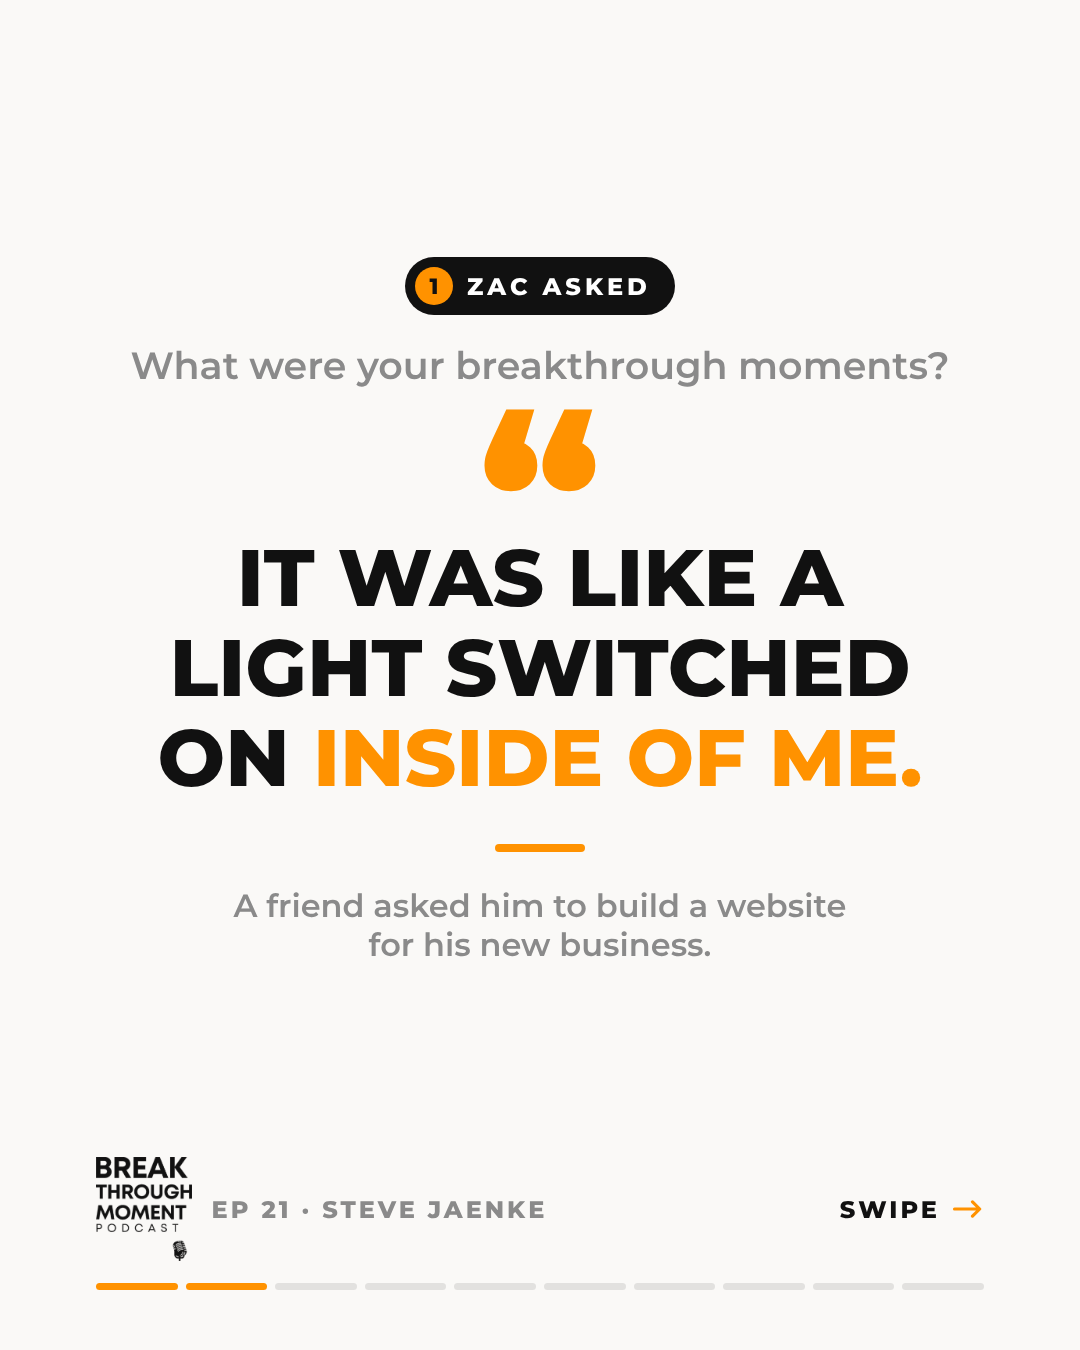 1 ZAC ASKED
What were your breakthrough moments?
“
IT WAS LIKE A
LIGHT SWITCHED
ON INSIDE OF ME.
A friend asked him to build a website
for his new business.
BREAK
THROUGH
MOMENT
PODCAST
EP 21 · STEVE JAENKE
SWIPE →